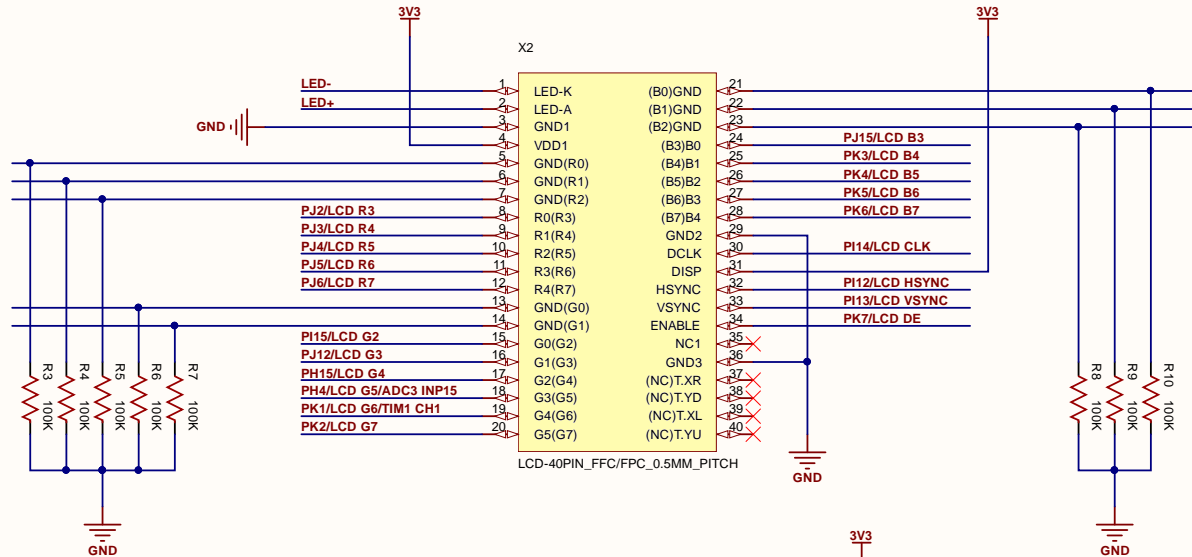 3V3
3V3
X2
LED-
LED+
GND
PJ2/LCD R3
PJ3/LCD R4
PJ4/LCD R5
PJ5/LCD R6
PJ6/LCD R7
PI15/LCD G2
PJ12/LCD G3
PH15/LCD G4
PH4/LCD G5/ADC3 INP15
PK1/LCD G6/TIM1 CH1
PK2/LCD G7
1 LED-K
2 LED-A
3 GND1
4 VDD1
5 GND(R0)
6 GND(R1)
7 GND(R2)
8 R0(R3)
9 R1(R4)
10 R2(R5)
11 R3(R6)
12 R4(R7)
13 GND(G0)
14 GND(G1)
15 G0(G2)
16 G1(G3)
17 G2(G4)
18 G3(G5)
19 G4(G6)
20 G5(G7)
(B0)GND 21
(B1)GND 22
(B2)GND 23
(B3)B0 24
(B4)B1 25
(B5)B2 26
(B6)B3 27
(B7)B4 28
GND2 29
DCLK 30
DISP 31
HSYNC 32
VSYNC 33
ENABLE 34
NC1 35
GND3 36
(NC)T.XR 37
(NC)T.YD 38
(NC)T.XL 39
(NC)T.YU 40
PJ15/LCD B3
PK3/LCD B4
PK4/LCD B5
PK5/LCD B6
PK6/LCD B7
PI14/LCD CLK
PI12/LCD HSYNC
PI13/LCD VSYNC
PK7/LCD DE
LCD-40PIN_FFC/FPC_0.5MM_PITCH
R3 100K
R4 100K
R5 100K
R6 100K
R7 100K
R8 100K
R9 100K
R10 100K
GND
GND
GND
3V3